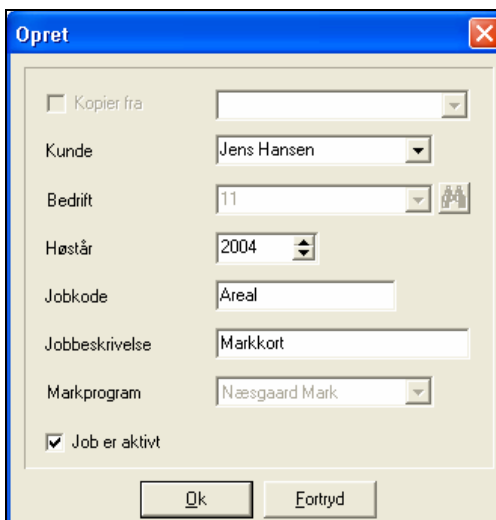 Opret
Kopier fra
Kunde Jens Hansen
Bedrift 11
Høstår 2004
Jobkode Areal
Jobbeskrivelse Markkort
Markprogram Næsgaard Mark
Job er aktivt
Ok Fortryd